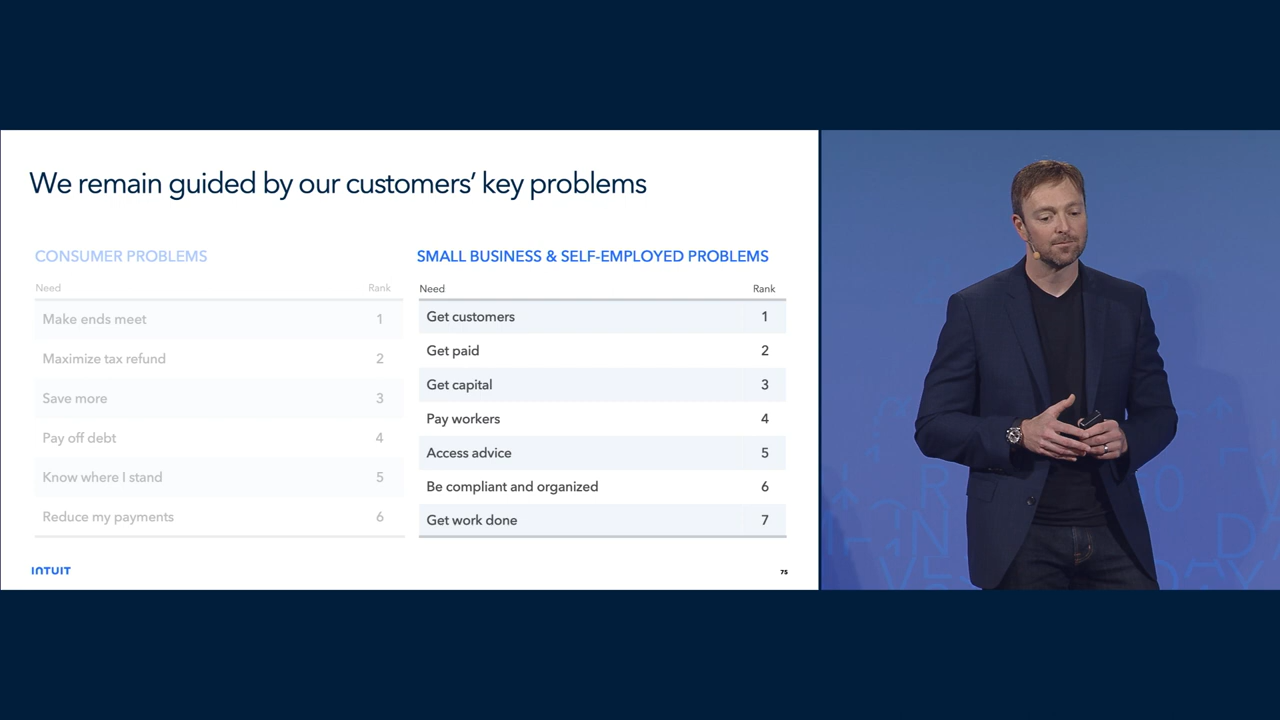 We remain guided by our customers' key problems
CONSUMER PROBLEMS
Need Rank
Make ends meet 1
Maximize tax refund 2
Save more 3
Pay off debt 4
Know where I stand 5
Reduce my payments 6
SMALL BUSINESS & SELF-EMPLOYED PROBLEMS
Need Rank
Get customers 1
Get paid 2
Get capital 3
Pay workers 4
Access advice 5
Be compliant and organized 6
Get work done 7
INTUIT
75